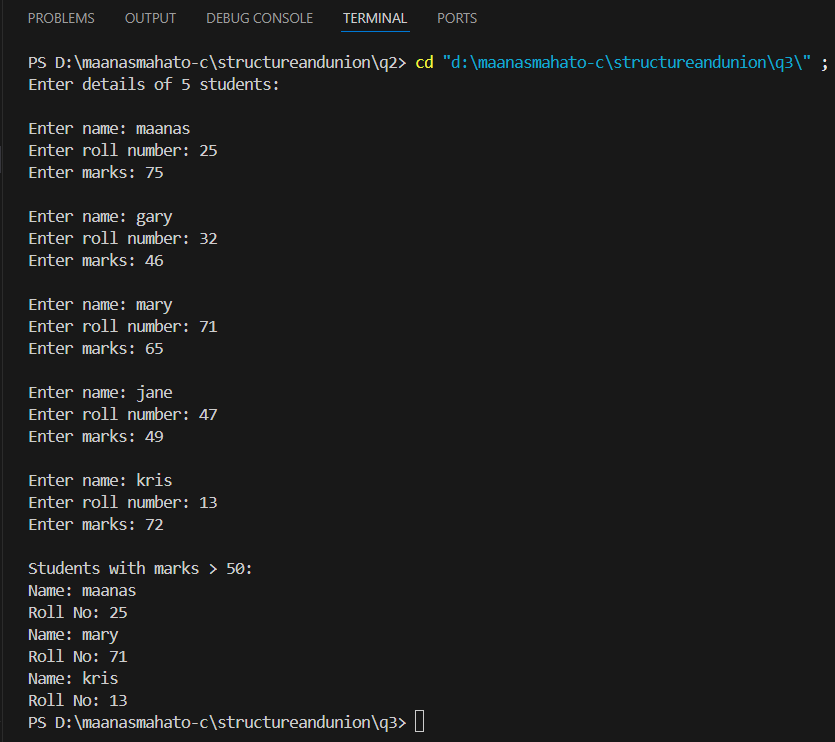 PROBLEMS OUTPUT DEBUG CONSOLE TERMINAL PORTS
PS D:\maanasmahato-c\structureandunion\q2> cd "d:\maanasmahato-c\structureandunion\q3\" ;
Enter details of 5 students:
Enter name: maanas
Enter roll number: 25
Enter marks: 75
Enter name: gary
Enter roll number: 32
Enter marks: 46
Enter name: mary
Enter roll number: 71
Enter marks: 65
Enter name: jane
Enter roll number: 47
Enter marks: 49
Enter name: kris
Enter roll number: 13
Enter marks: 72
Students with marks > 50:
Name: maanas
Roll No: 25
Name: mary
Roll No: 71
Name: kris
Roll No: 13
PS D:\maanasmahato-c\structureandunion\q3>